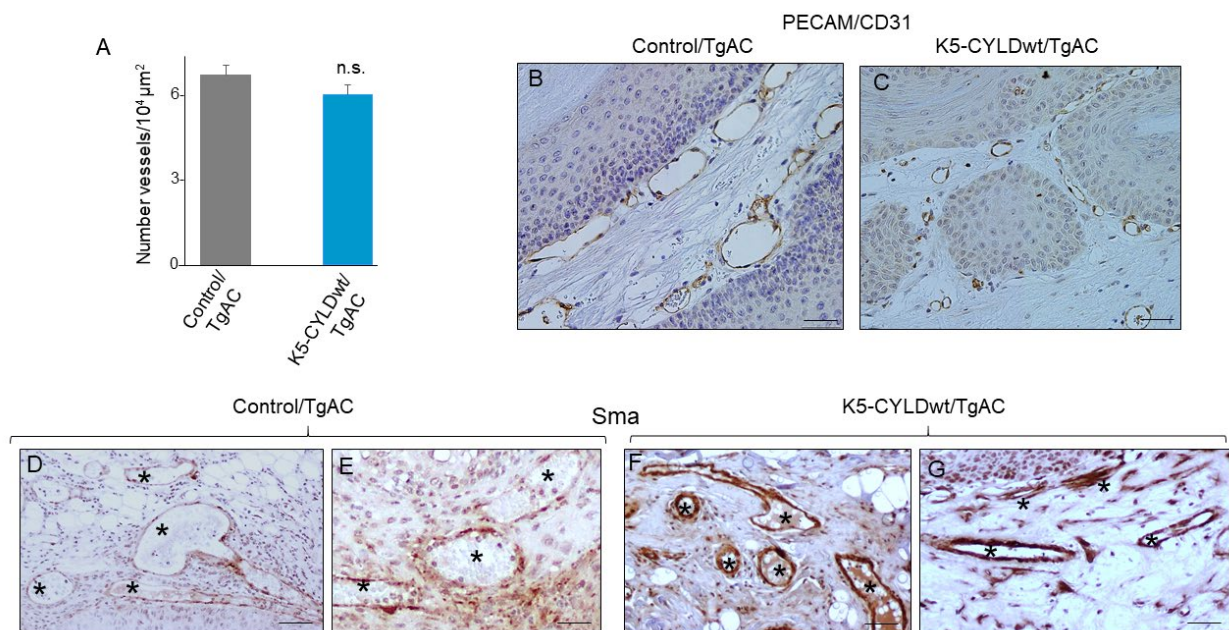 PECAM/CD31
A
Control/TgAC
K5-CYLDwt/TgAC
Number vessels/10⁴ µm²
6
3
0
n.s.
Control/
TgAC
K5-CYLDwt/
TgAC
B
C
Control/TgAC
Sma
K5-CYLDwt/TgAC
D
*
*
*
*
E
*
*
*
F
*
*
*
*
*
G
*
*
*
*